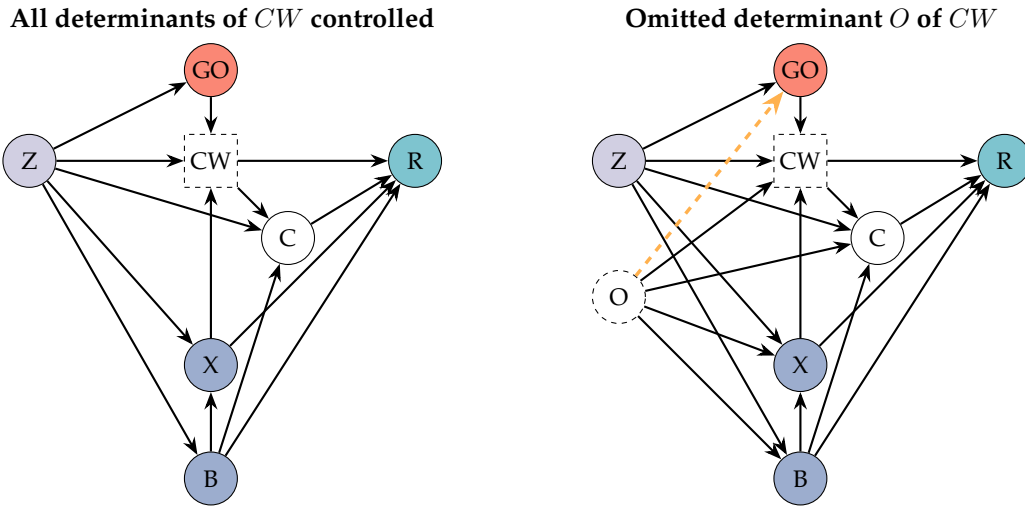 All determinants of CW controlled
GO
Z
CW
R
C
X
B
Omitted determinant O of CW
GO
Z
CW
R
C
O
X
B